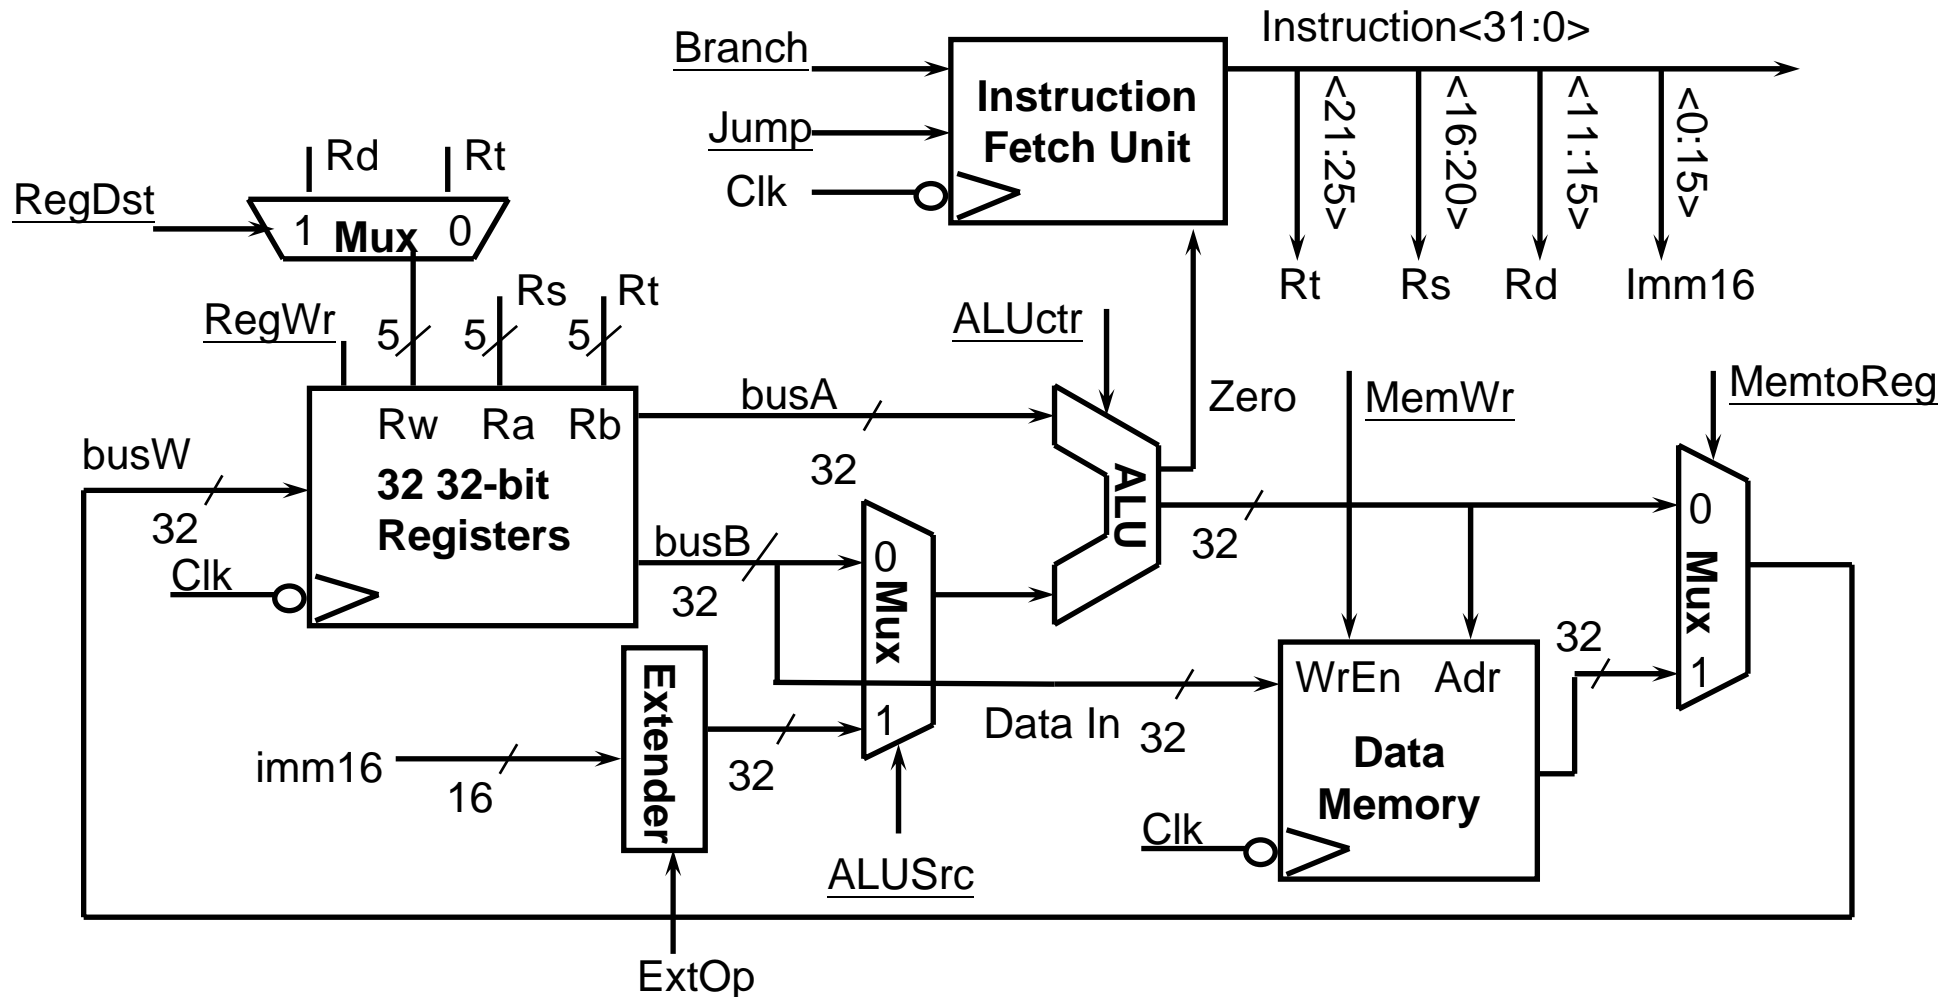 Instruction<31:0>
Branch
Instruction
Fetch Unit
Jump
Clk
<21:25>
<16:20>
<11:15>
<0:15>
Rt
Rs
Rd
Imm16
Rd
Rt
RegDst
1
Mux
0
RegWr
5
5
Rs
5
Rt
ALUctr
Zero
MemWr
MemtoReg
busA
32
Rw
Ra
Rb
32 32-bit
Registers
busW
32
Clk
busB
32
0
Mux
1
ALU
32
0
Mux
1
32
Extender
imm16
16
32
ALUSrc
ExtOp
Data In
32
WrEn
Adr
Data
Memory
Clk